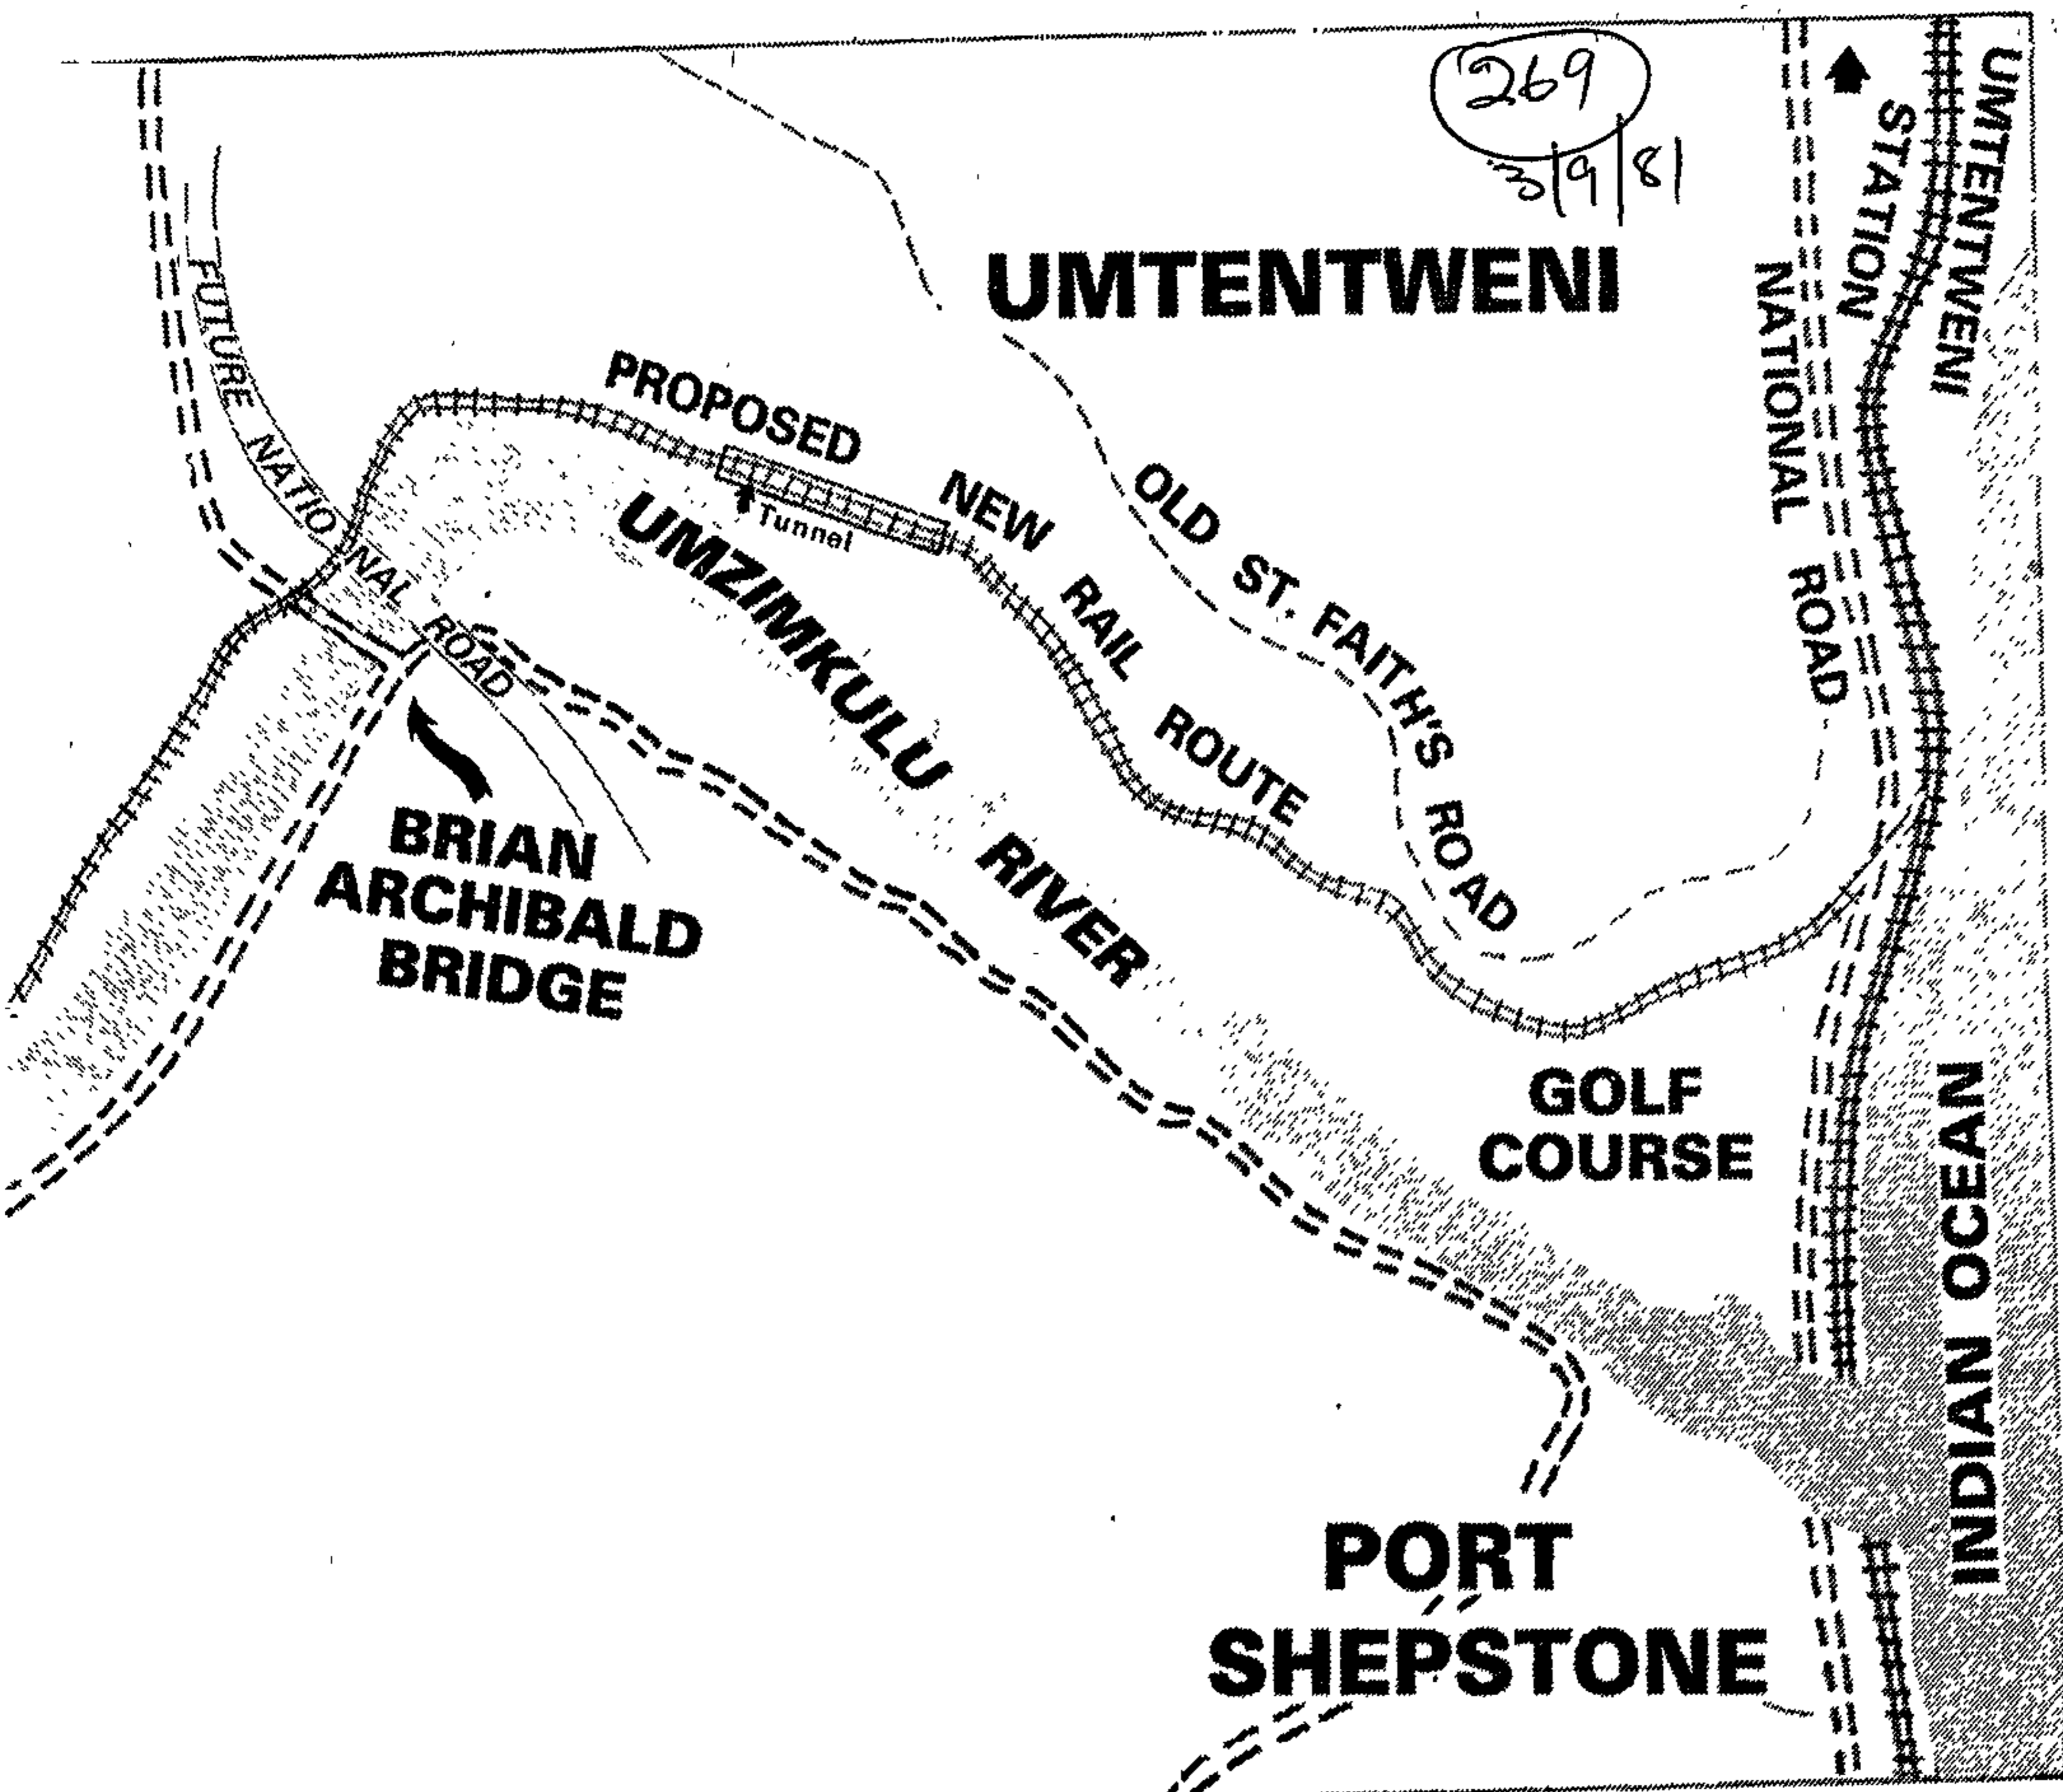 269
3/9/81
UMTENTWENI
STATION
UMTENTWENI
NATIONAL ROAD
FUTURE NATIONAL ROAD
PROPOSED NEW RAIL ROUTE
Tunnel
OLD ST. FAITH'S ROAD
UMZIMKULU RIVER
BRIAN
ARCHIBALD
BRIDGE
GOLF
COURSE
INDIAN OCEAN
PORT
SHEPSTONE